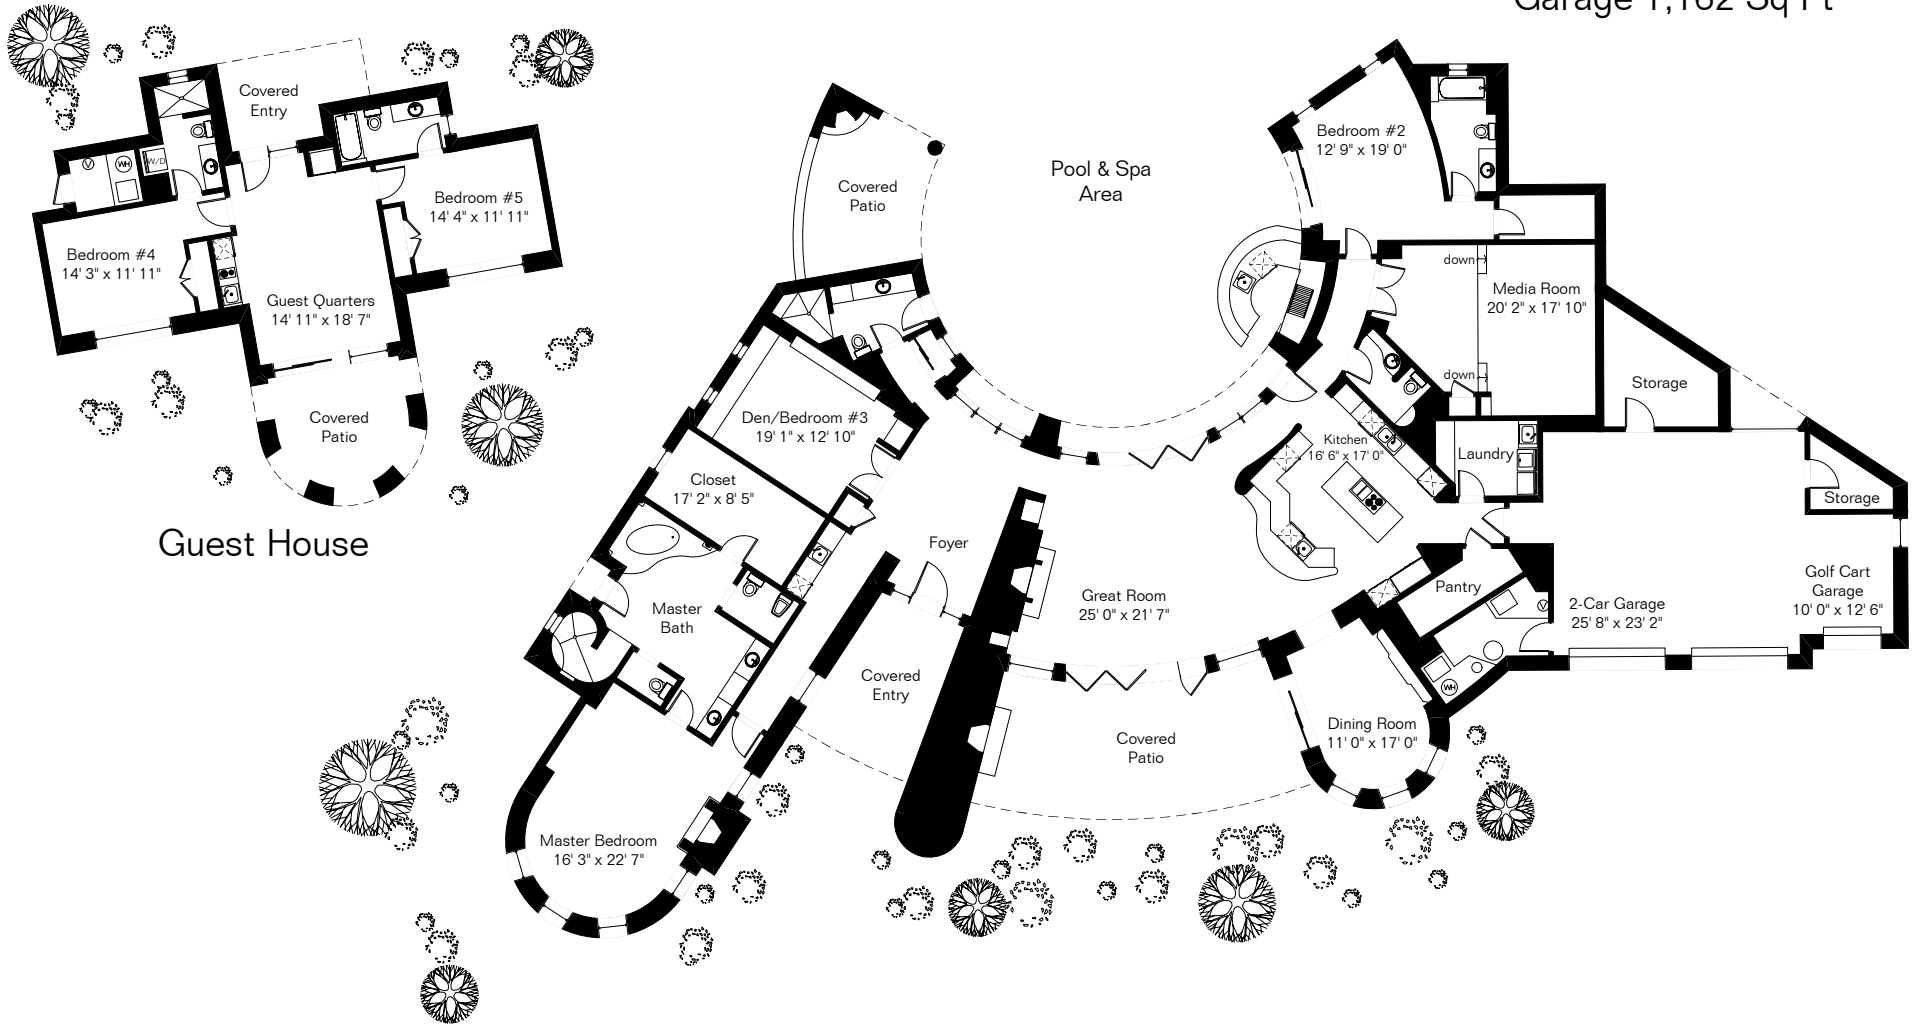 Garage 1,162 Sq Ft
Covered
Entry
V
WH
W/D
Bedroom #5
14' 4" x 11' 11"
Bedroom #4
14' 3" x 11' 11"
Guest Quarters
14' 11" x 18' 7"
Covered
Patio
Guest House
Covered
Patio
Pool & Spa
Area
Bedroom #2
12' 9" x 19' 0"
down
Media Room
20' 2" x 17' 10"
down
Storage
Den/Bedroom #3
19' 1" x 12' 10"
Kitchen
16' 6" x 17' 0"
Laundry
Closet
17' 2" x 8' 5"
Storage
Foyer
Great Room
25' 0" x 21' 7"
Pantry
V
2-Car Garage
25' 8" x 23' 2"
Golf Cart
Garage
10' 0" x 12' 6"
Master
Bath
Covered
Entry
WH
Dining Room
11' 0" x 17' 0"
Covered
Patio
Master Bedroom
16' 3" x 22' 7"